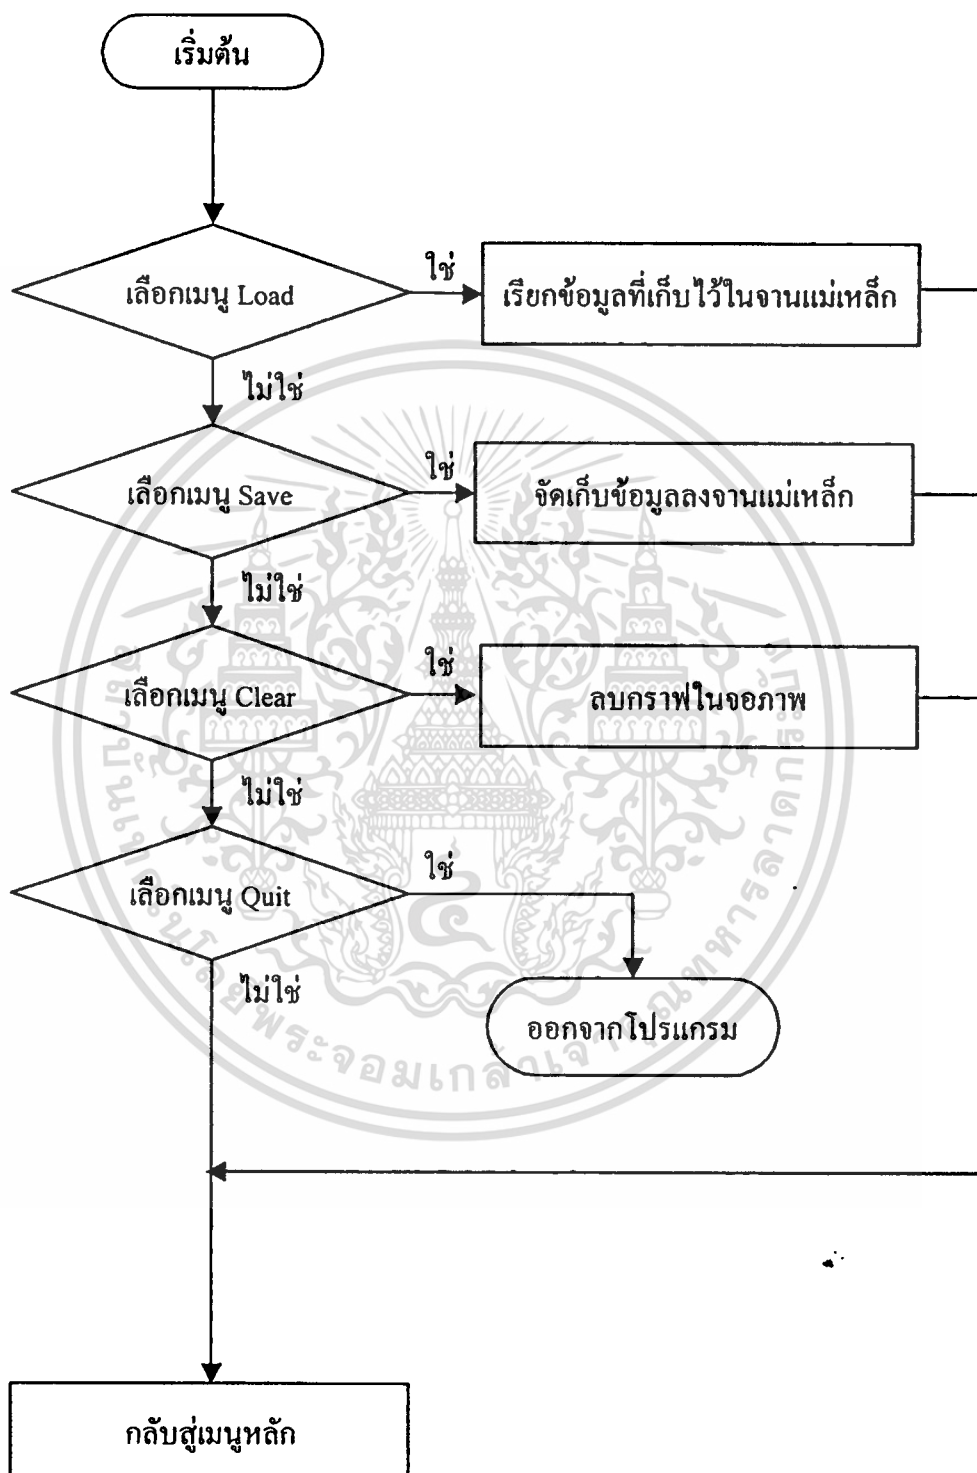 เริ่มต้น
เลือกเมนู Load
ใช่
เรียกข้อมูลที่เก็บไว้ในจานแม่เหล็ก
ไม่ใช่
เลือกเมนู Save
ใช่
จัดเก็บข้อมูลลงจานแม่เหล็ก
ไม่ใช่
เลือกเมนู Clear
ใช่
ลบกราฟในจอภาพ
ไม่ใช่
เลือกเมนู Quit
ใช่
ไม่ใช่
ออกจากโปรแกรม
กลับสู่เมนูหลัก